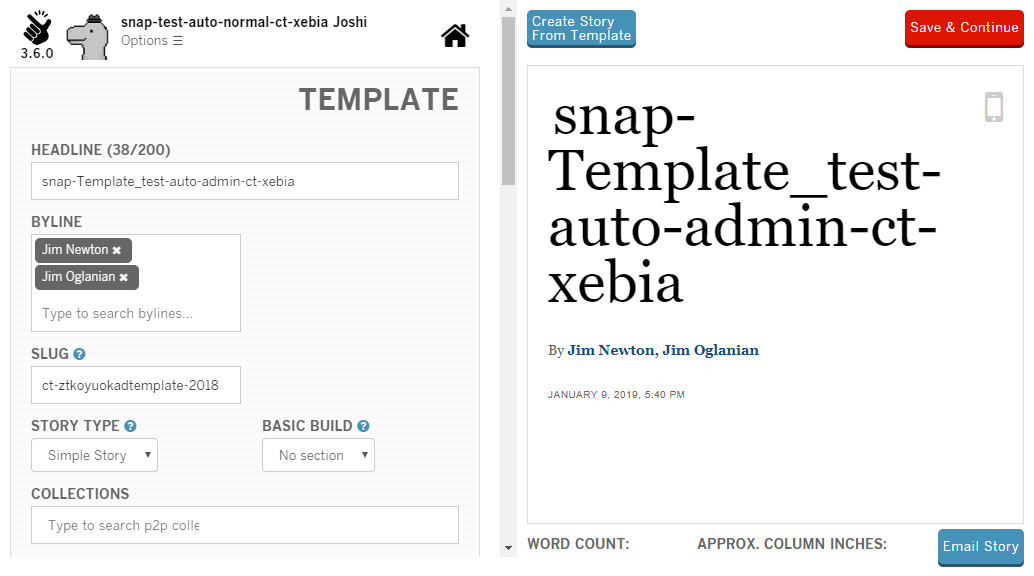 snap-test-auto-normal-ct-xebia Joshi
Options ☰
3.6.0
TEMPLATE
HEADLINE (38/200)
snap-Template_test-auto-admin-ct-xebia
BYLINE
Jim Newton ✖
Jim Oglanian ✖
Type to search bylines...
SLUG ?
ct-ztkoyuokadtemplate-2018
STORY TYPE ?
BASIC BUILD ?
Simple Story ▼
No section ▼
COLLECTIONS
Type to search p2p colle
Create Story
From Template
Save & Continue
snap-
Template_test-
auto-admin-ct-
xebia
By Jim Newton, Jim Oglanian
JANUARY 9, 2019, 5:40 PM
WORD COUNT:
APPROX. COLUMN INCHES:
Email Story